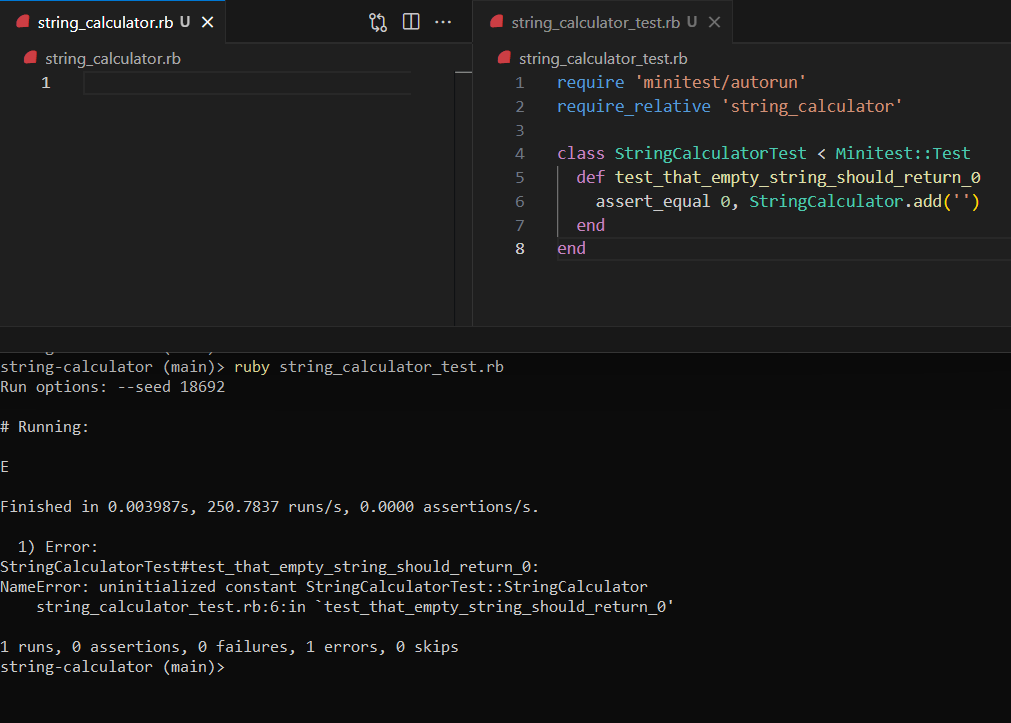 string_calculator.rb U
string_calculator_test.rb U
string_calculator.rb
1
string_calculator_test.rb
1 require 'minitest/autorun'
2 require_relative 'string_calculator'
3
4 class StringCalculatorTest < Minitest::Test
5 def test_that_empty_string_should_return_0
6 assert_equal 0, StringCalculator.add('')
7 end
8 end
string-calculator (main)> ruby string_calculator_test.rb
Run options: --seed 18692
# Running:
E
Finished in 0.003987s, 250.7837 runs/s, 0.0000 assertions/s.
1) Error:
StringCalculatorTest#test_that_empty_string_should_return_0:
NameError: uninitialized constant StringCalculatorTest::StringCalculator
string_calculator_test.rb:6:in `test_that_empty_string_should_return_0'
1 runs, 0 assertions, 0 failures, 1 errors, 0 skips
string-calculator (main)>